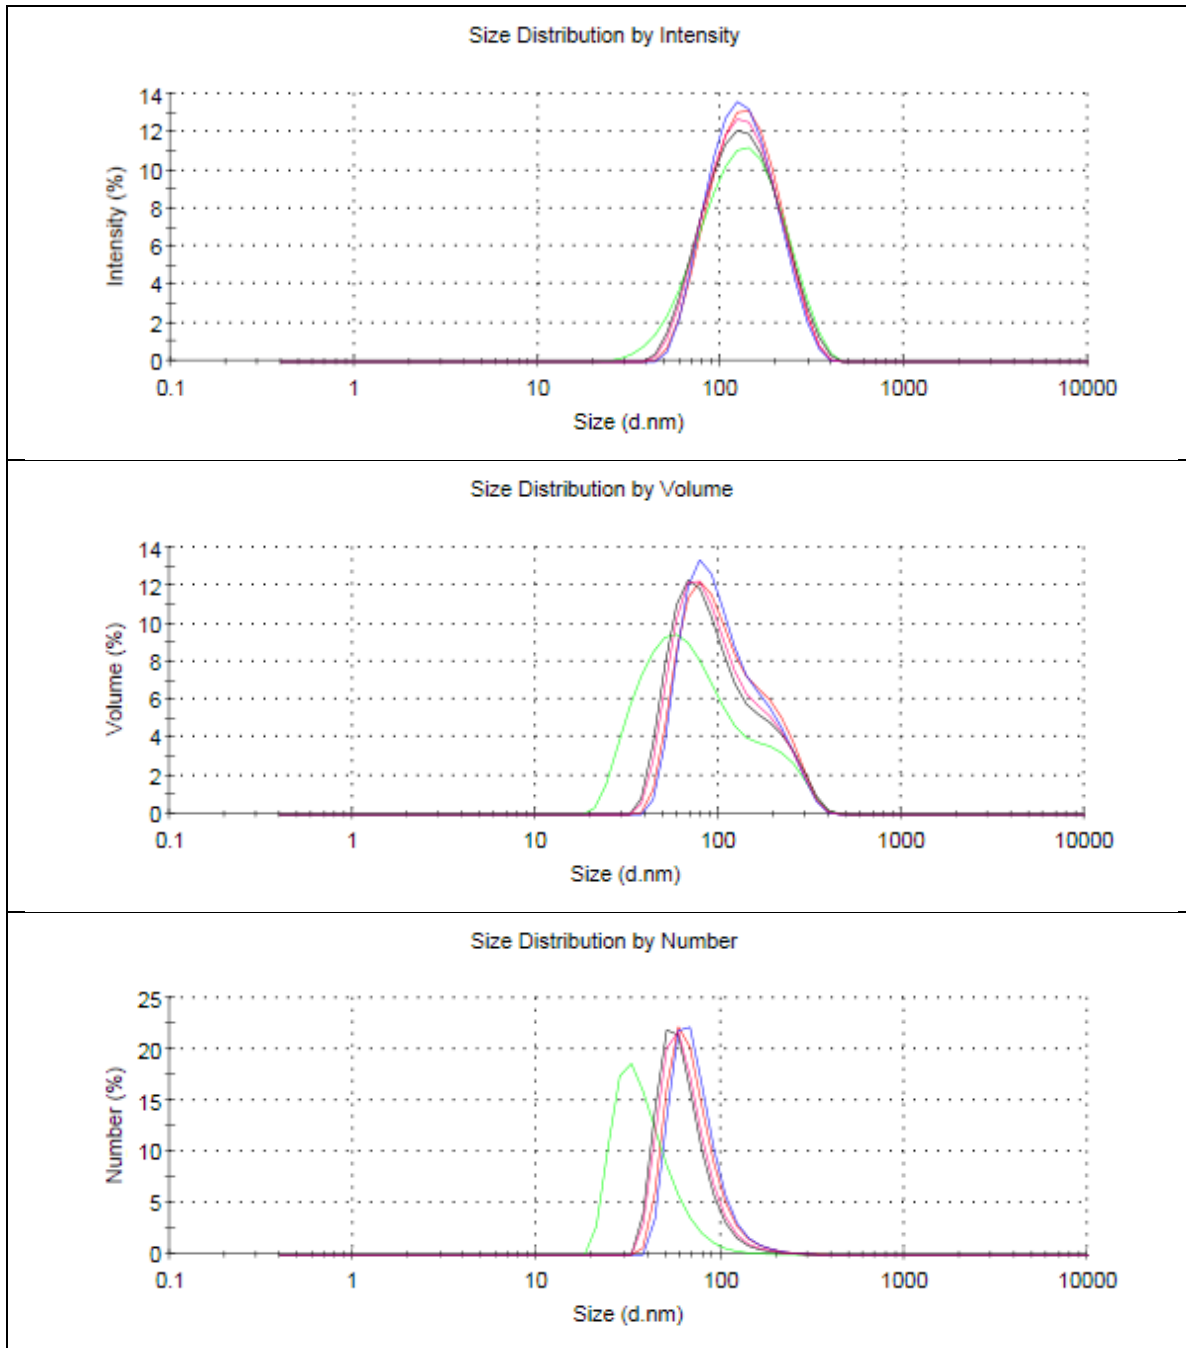 Size Distribution by Intensity
14
12
10
8
6
4
2
0
Intensity (%)
0.1 1 10 100 1000 10000
Size (d.nm)
Size Distribution by Volume
14
12
10
8
6
4
2
0
Volume (%)
0.1 1 10 100 1000 10000
Size (d.nm)
Size Distribution by Number
25
20
15
10
5
0
Number (%)
0.1 1 10 100 1000 10000
Size (d.nm)